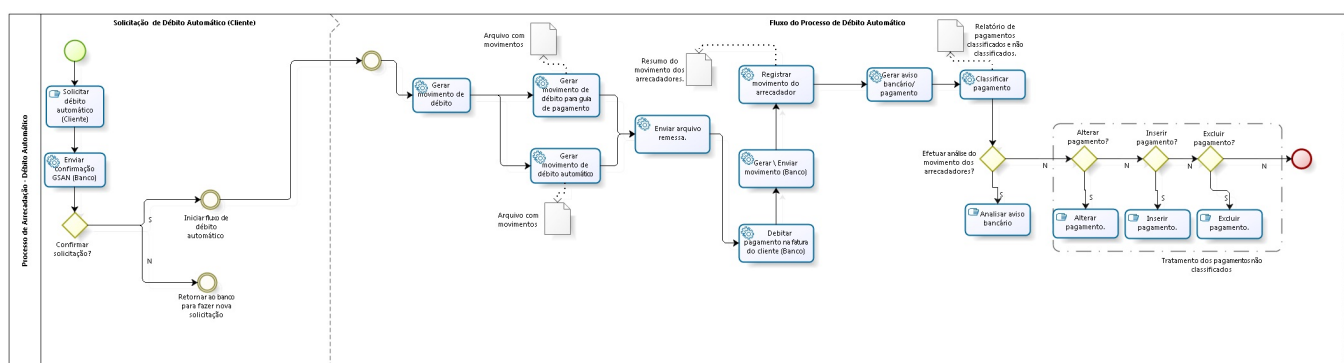 Processo de Arrecadação - Débito Automático
Solicitação de Débito Automático (Cliente)
Solicitar
débito
automático
(Cliente)
Enviar
Confirmação
GSAN (Banco)
Confirmar
solicitação?
S
N
Iniciar fluxo de
débito
automático
Retornar ao banco
para fazer nova
solicitação
Fluxo do Processo de Débito Automático
Gerar
movimento de
débito
Arquivo com
movimentos
Gerar
movimento de
débito para guia
de pagamento
Gerar
movimento de
débito automático
Arquivo com
movimentos
Enviar arquivo
remessa.
Debitar
pagamento na fatura
do cliente (Banco)
Gerar \ Enviar
movimento (Banco)
Registrar
movimento do
arrecadador
Resumo do
movimento dos
arrecadadores.
Gerar aviso
bancário/
pagamento
Classificar
pagamento
Relatório de
pagamentos
classificados e não
classificados.
Efetuar análise do
movimento dos
arrecadadores?
S
N
Analisar aviso
bancário
Alterar
pagamento?
S
N
Alterar
pagamento.
Inserir
pagamento?
S
N
Inserir
pagamento.
Excluir
pagamento?
S
N
Excluir
pagamento.
Tratamento dos pagamentos não
classificados